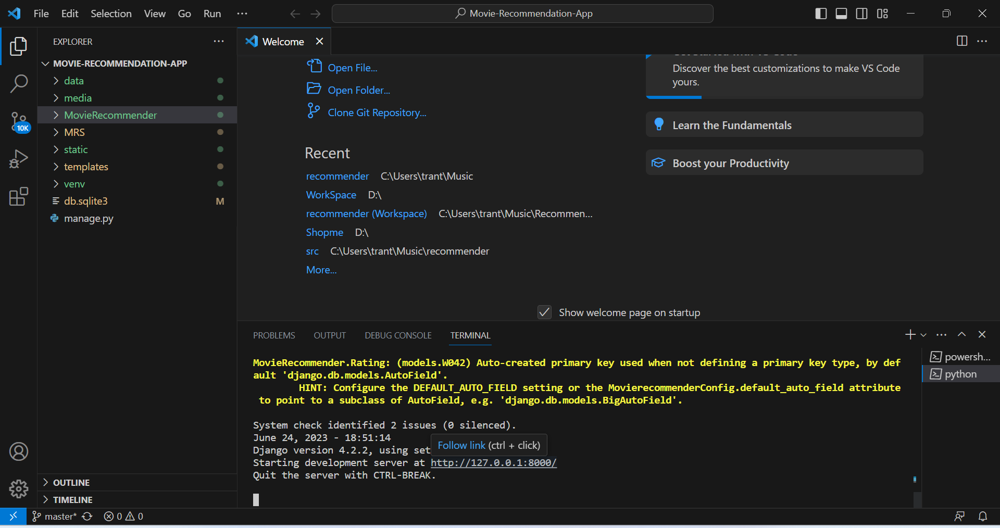 File Edit Selection View Go Run ···
Movie-Recommendation-App
EXPLORER
MOVIE-RECOMMENDATION-APP
data
media
MovieRecommender
MRS
static
templates
venv
db.sqlite3 M
manage.py
10K
OUTLINE
TIMELINE
Welcome
Open File...
Open Folder...
Clone Git Repository...
Recent
recommender C:\Users\trant\Music
WorkSpace D:\
recommender (Workspace) C:\Users\trant\Music\Recommen...
Shopme D:\
src C:\Users\trant\Music\recommender
More...
Discover the best customizations to make VS Code
yours.
Learn the Fundamentals
Boost your Productivity
Show welcome page on startup
PROBLEMS OUTPUT DEBUG CONSOLE TERMINAL
MovieRecommender.Rating: (models.W042) Auto-created primary key used when not defining a primary key type, by def
ault 'django.db.models.AutoField'.
HINT: Configure the DEFAULT_AUTO_FIELD setting or the MovierecommenderConfig.default_auto_field attribute
to point to a subclass of AutoField, e.g. 'django.db.models.BigAutoField'.
System check identified 2 issues (0 silenced).
June 24, 2023 - 18:51:14
Django version 4.2.2, using set
Follow link (ctrl + click)
Starting development server at http://127.0.0.1:8000/
Quit the server with CTRL-BREAK.
powersh...
python
master* 0 0